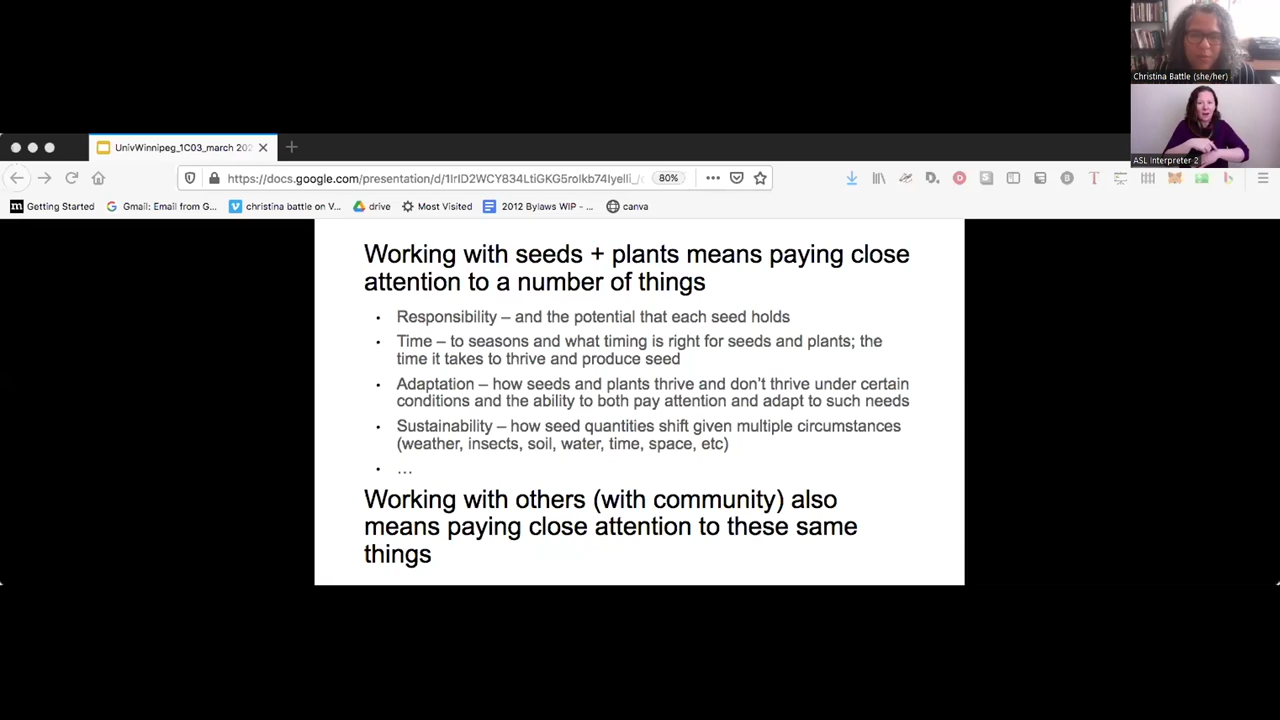 Christina Battle (she/her)
ASL Interpreter 2
UnivWinnipeg_1C03_march 202
https://docs.google.com/presentation/d/
80%
Getting Started
Gmail: Email from G...
christina battle on V...
drive
Most Visited
2012 Bylaws WIP - ...
canva
Working with seeds + plants means paying close
attention to a number of things
• Responsibility – and the potential that each seed holds
• Time – to seasons and what timing is right for seeds and plants; the
time it takes to thrive and produce seed
• Adaptation – how seeds and plants thrive and don’t thrive under certain
conditions and the ability to both pay attention and adapt to such needs
• Sustainability – how seed quantities shift given multiple circumstances
(weather, insects, soil, water, time, space, etc)
• …
Working with others (with community) also
means paying close attention to these same
things